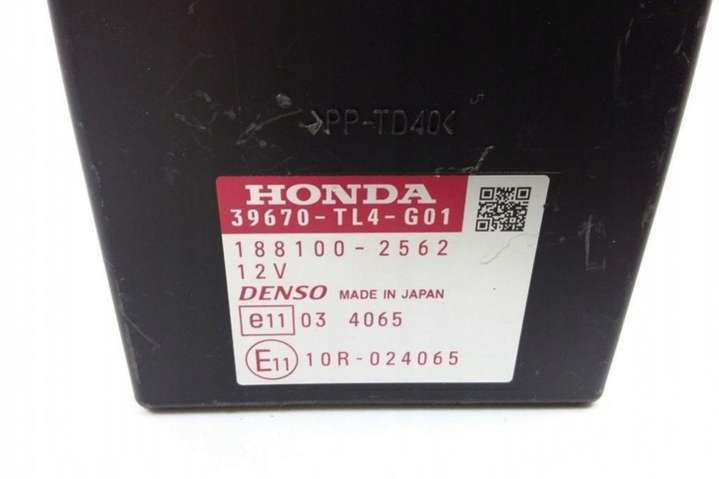 >PP-TD40<
HONDA
39670-TL4-G01
188100-2562
12V
DENSO MADE IN JAPAN
e11 03 4065
E11 10R-024065